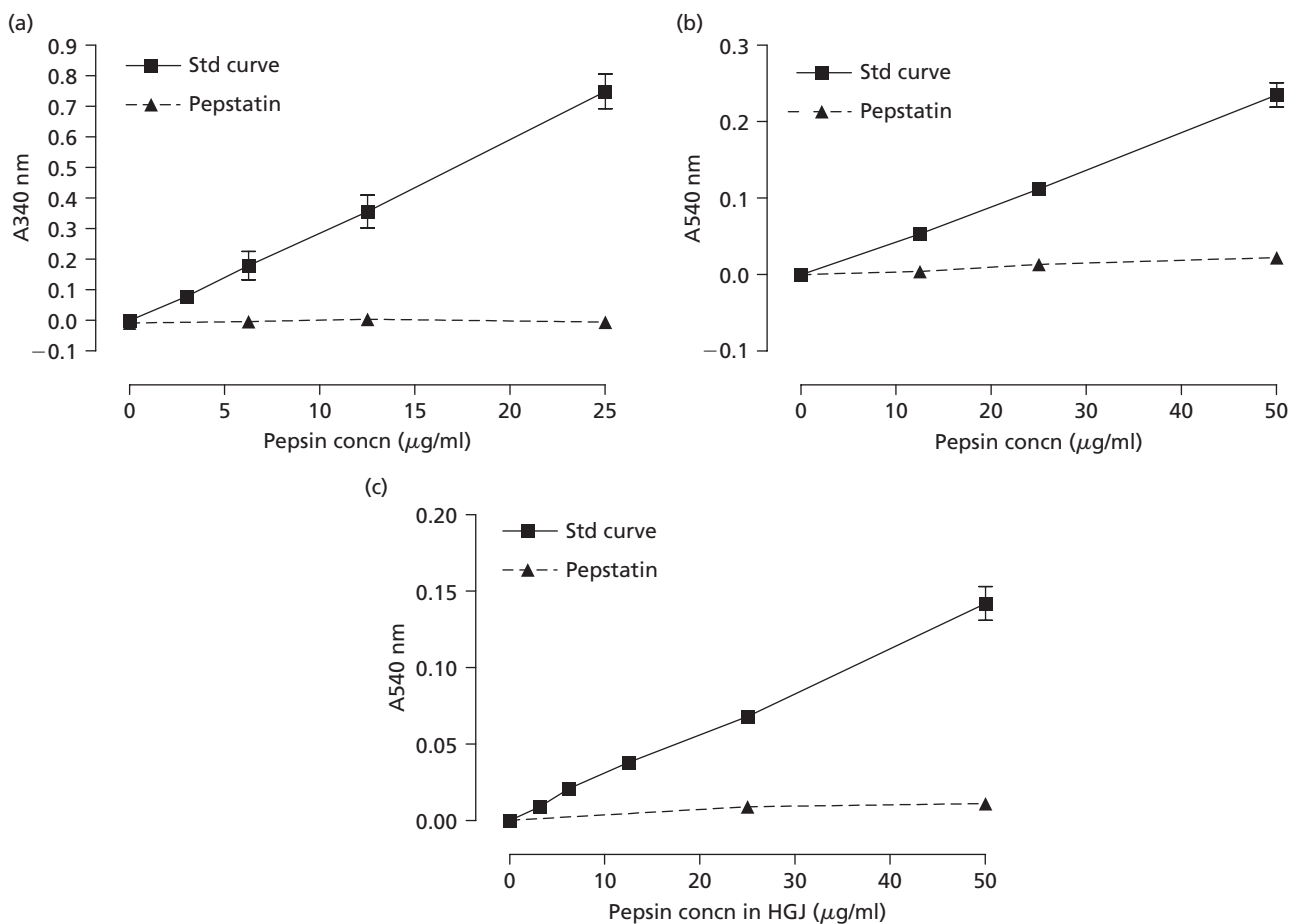 (a)
0.9
0.8
0.7
0.6
0.5
0.4
0.3
0.2
0.1
0.0
−0.1
A340 nm
Std curve
Pepstatin
0 5 10 15 20 25
Pepsin concn (μg/ml)
(b)
0.3
0.2
0.1
0.0
−0.1
A540 nm
Std curve
Pepstatin
0 10 20 30 40 50
Pepsin concn (μg/ml)
(c)
0.20
0.15
0.10
0.05
0.00
A540 nm
Std curve
Pepstatin
0 10 20 30 40 50
Pepsin concn in HGJ (μg/ml)